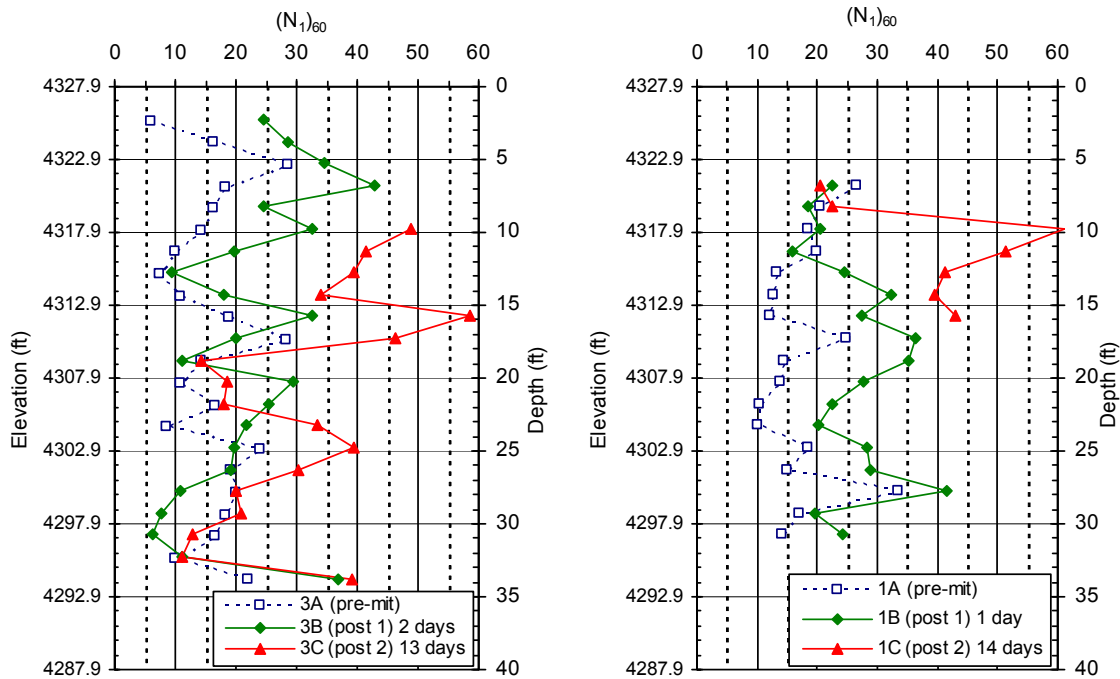 (N1)60
0 10 20 30 40 50 60
4327.9 0
4322.9 5
4317.9 10
4312.9 15
4307.9 20
4302.9 25
4297.9 30
4292.9 35
4287.9 40
Elevation (ft)
Depth (ft)
3A (pre-mit)
3B (post 1) 2 days
3C (post 2) 13 days
(N1)60
0 10 20 30 40 50 60
4327.9 0
4322.9 5
4317.9 10
4312.9 15
4307.9 20
4302.9 25
4297.9 30
4292.9 35
4287.9 40
Elevation (ft)
Depth (ft)
1A (pre-mit)
1B (post 1) 1 day
1C (post 2) 14 days